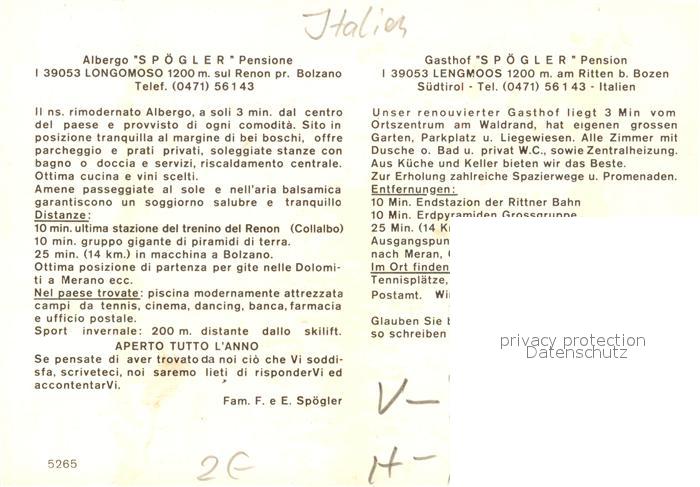 Italien
Albergo "SPÖGLER" Pensione
I 39053 LONGOMOSO 1200 m. sul Renon pr. Bolzano
Telef. (0471) 56143
Il ns. rimodernato Albergo, a soli 3 min. dal centro
del paese e provvisto di ogni comodità. Sito in
posizione tranquilla al margine di bei boschi, offre
parcheggio e prati privati, soleggiate stanze con
bagno o doccia e servizi, riscaldamento centrale.
Ottima cucina e vini scelti.
Amene passeggiate al sole e nell'aria balsamica
garantiscono un soggiorno salubre e tranquillo
Distanze:
10 min. ultima stazione del trenino del Renon (Collalbo)
10 min. gruppo gigante di piramidi di terra.
25 min. (14 km.) in macchina a Bolzano.
Ottima posizione di partenza per gite nelle Dolomi-
ti a Merano ecc.
Nel paese trovate: piscina modernamente attrezzata
campi da tennis, cinema, dancing, banca, farmacia
e ufficio postale.
Sport invernale: 200 m. distante dallo skilift.
APERTO TUTTO L'ANNO
Se pensate di aver trovato da noi ciò che Vi soddi-
sfa, scriveteci, noi saremo lieti di risponderVi ed
accontentarVi.
Fam. F. e E. Spögler
5265
2€
Gasthof "SPÖGLER" Pension
I 39053 LENGMOOS 1200 m. am Ritten b. Bozen
Südtirol - Tel. (0471) 56143 - Italien
Unser renouvierter Gasthof liegt 3 Min vom
Ortszentrum am Waldrand, hat eigenen grossen
Garten, Parkplatz u. Liegewiesen. Alle Zimmer mit
Dusche o. Bad u. privat W.C., sowie Zentralheizung.
Aus Küche und Keller bieten wir das Beste.
Zur Erholung zahlreiche Spazierwege u. Promenaden.
Entfernungen:
10 Min. Endstazion der Rittner Bahn
10 Min. Erdpyramiden Grossgruppe
25 Min. (14 K
Ausgangspun
nach Meran,
Im Ort finden
Tennisplätze,
Postamt. Wi
Glauben Sie
so schreiben
V-
H-
privacy protection
Datenschutz